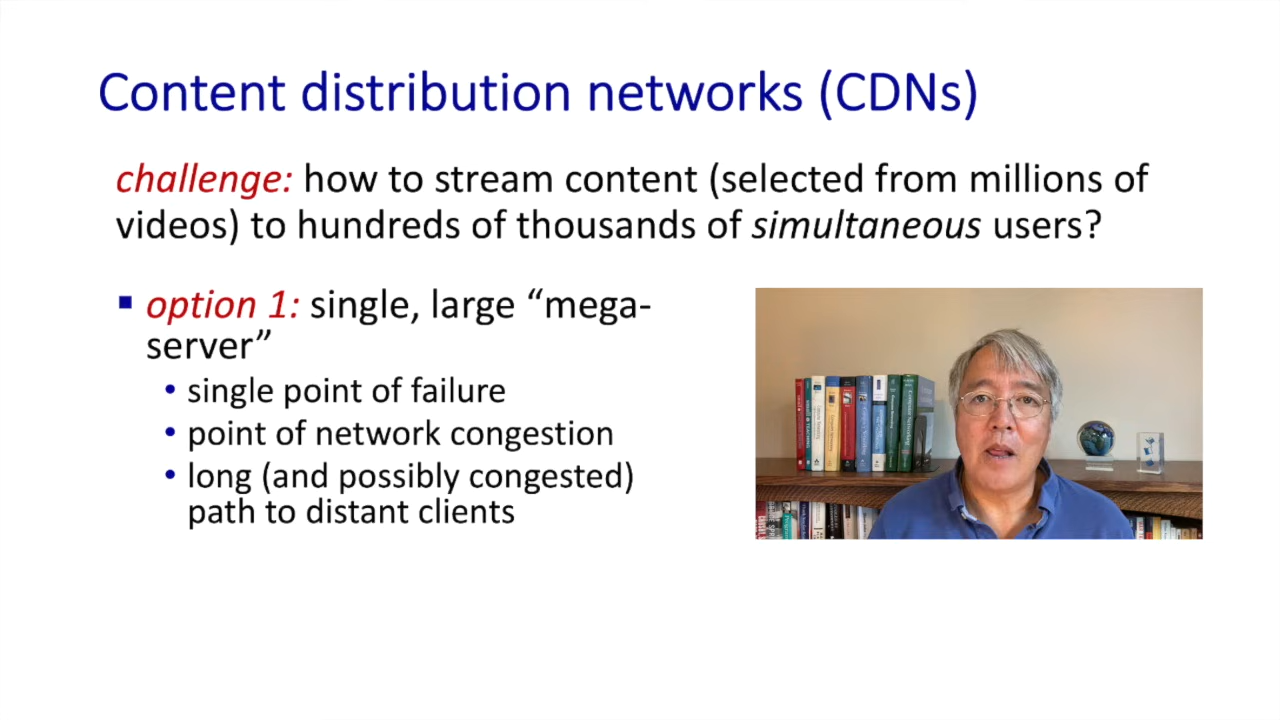 Content distribution networks (CDNs)
challenge: how to stream content (selected from millions of
videos) to hundreds of thousands of simultaneous users?
▪ option 1: single, large “mega-
server”
• single point of failure
• point of network congestion
• long (and possibly congested)
path to distant clients